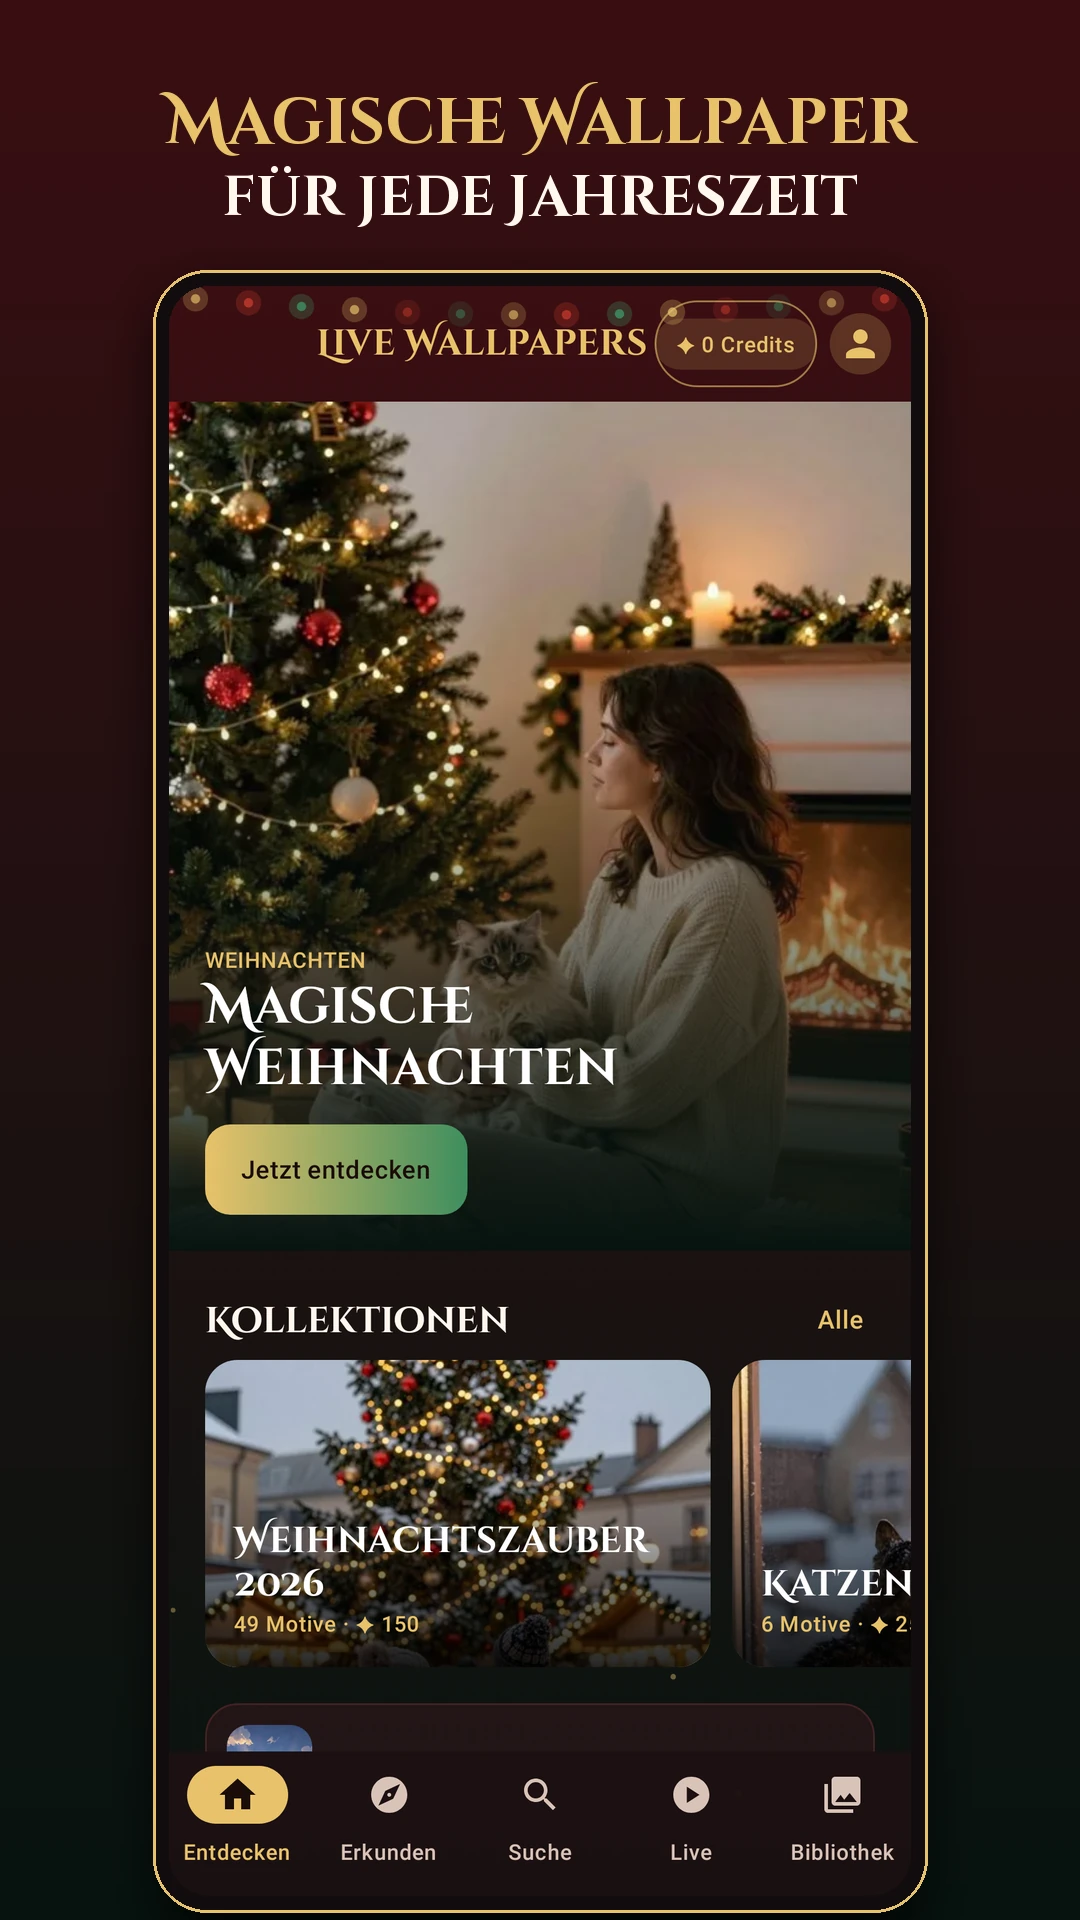 Magische Wallpaper
für jede Jahreszeit
Live Wallpapers
✦ 0 Credits
WEIHNACHTEN
Magische
Weihnachten
Jetzt entdecken
Kollektionen
Alle
Weihnachtszauber
2026
49 Motive · ✦ 150
Katzen
6 Motive · ✦
Entdecken
Erkunden
Suche
Live
Bibliothek